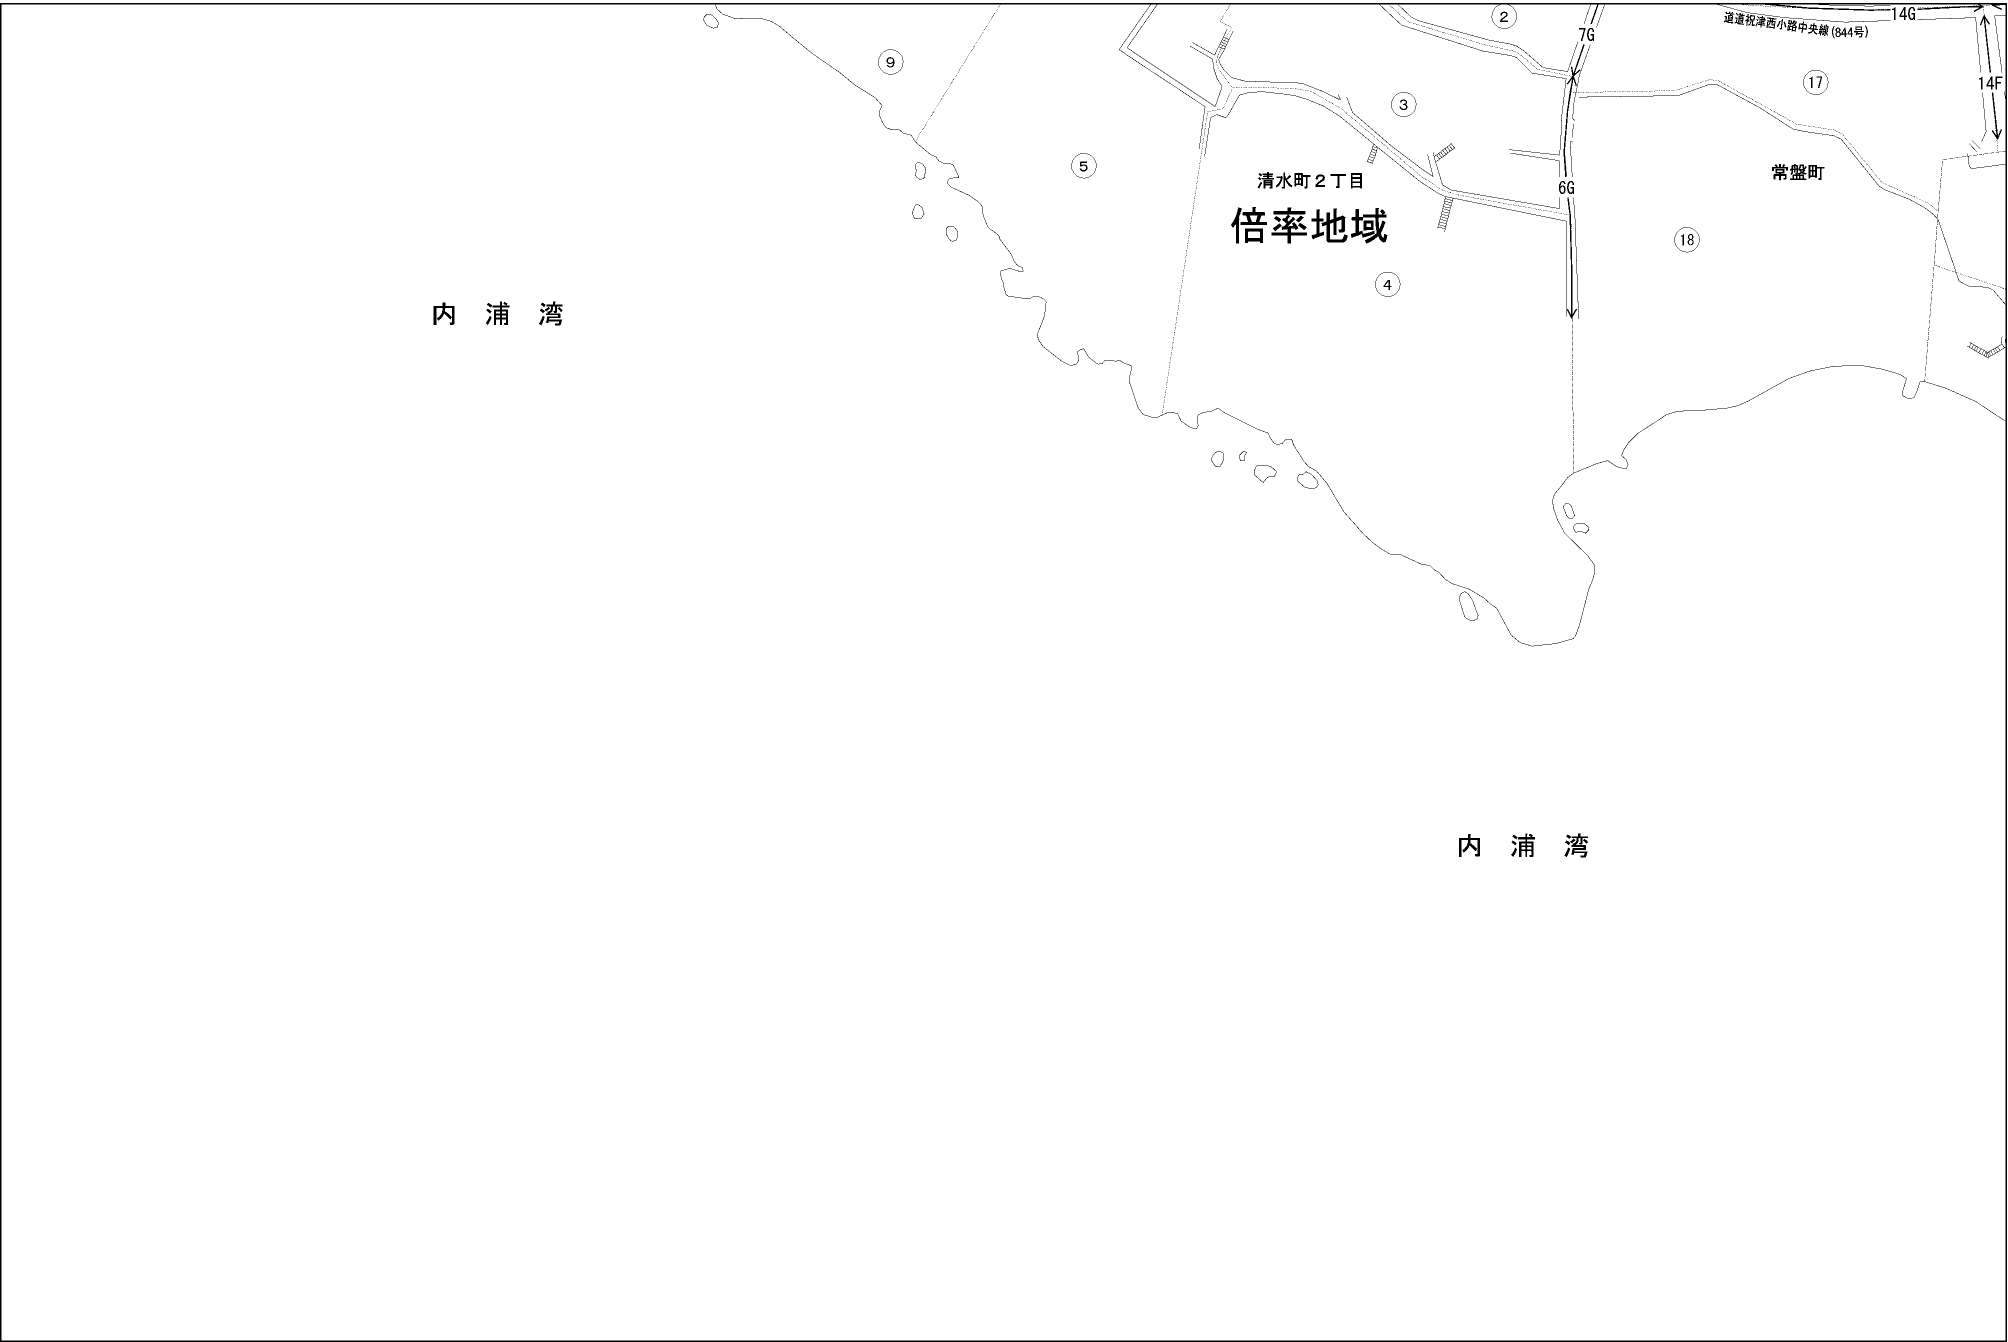 14G
道道祝津西小路中央線(844号)
2
7G
9
17
14F
3
5
常盤町
清水町2丁目
6G
倍率地域
18
4
内 浦 湾
内 浦 湾